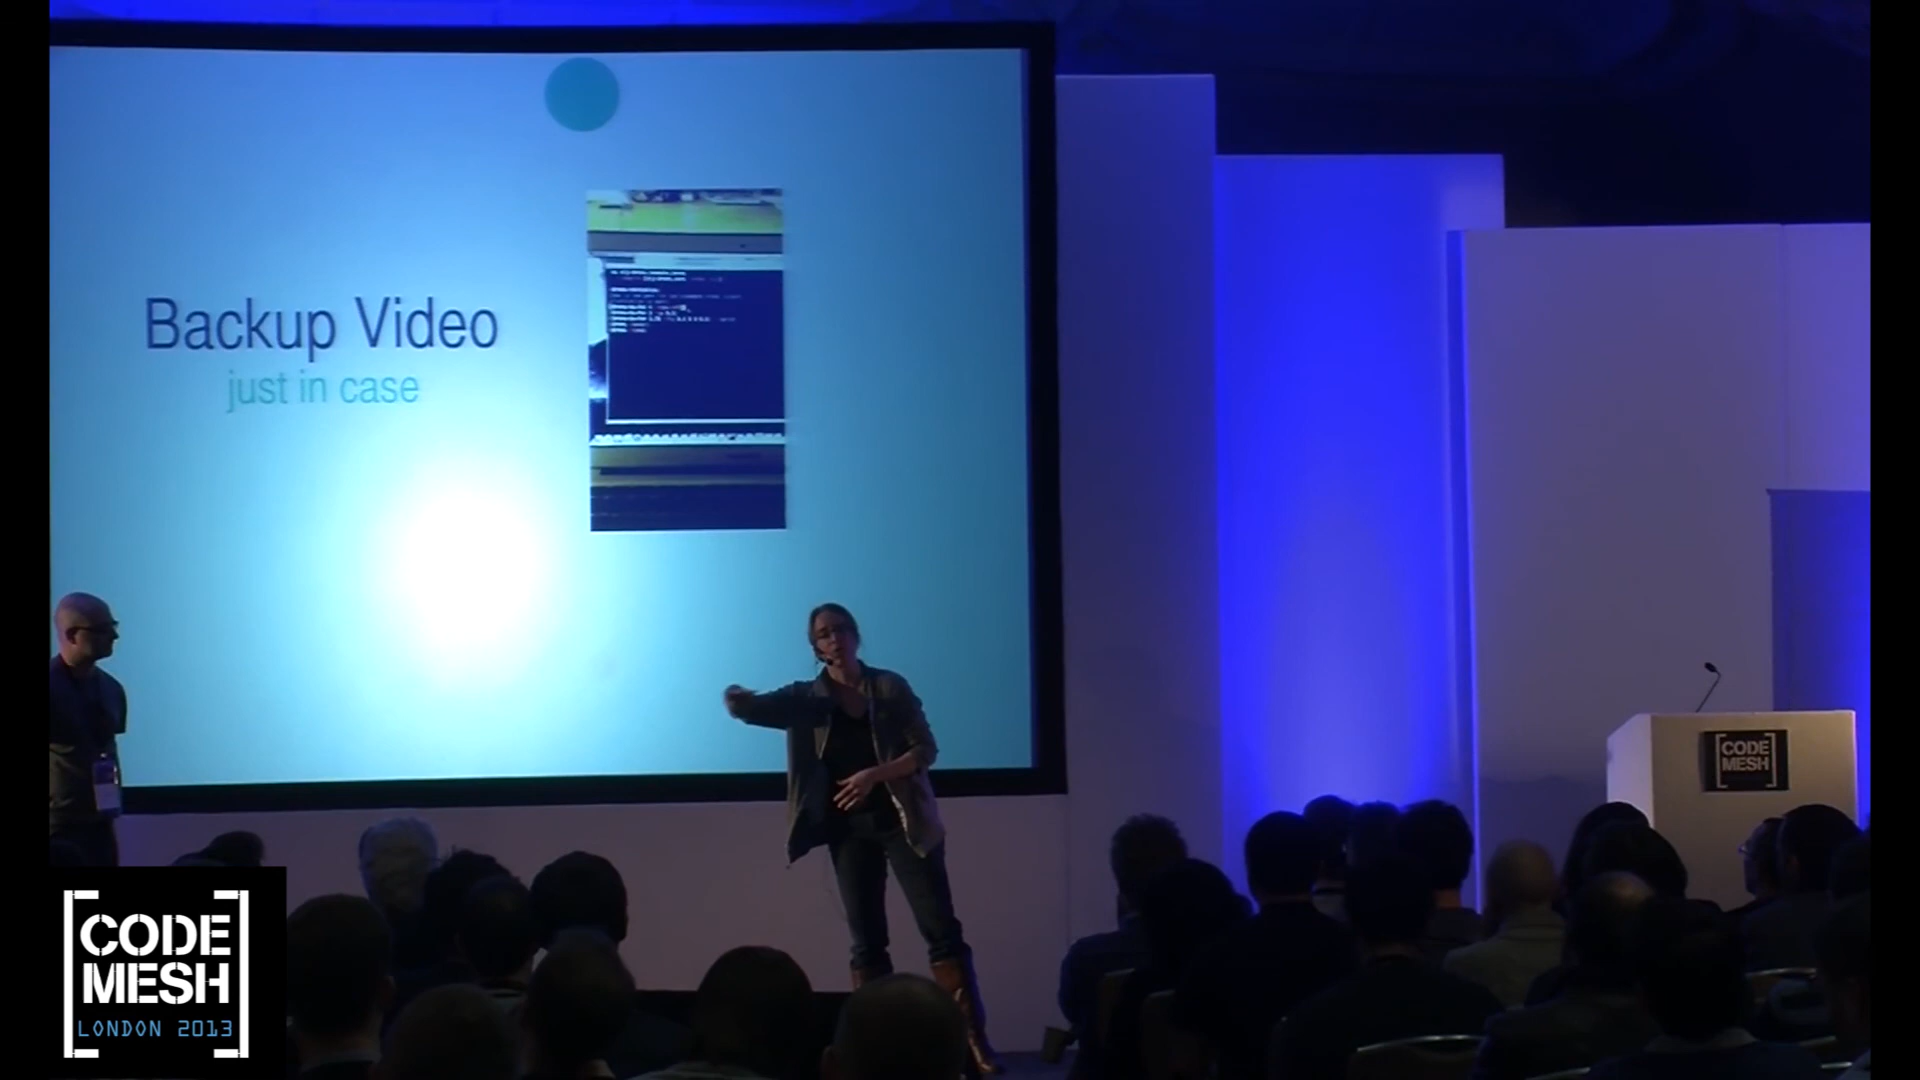 Backup Video
just in case
CODE
MESH
CODE
MESH
LONDON 2013